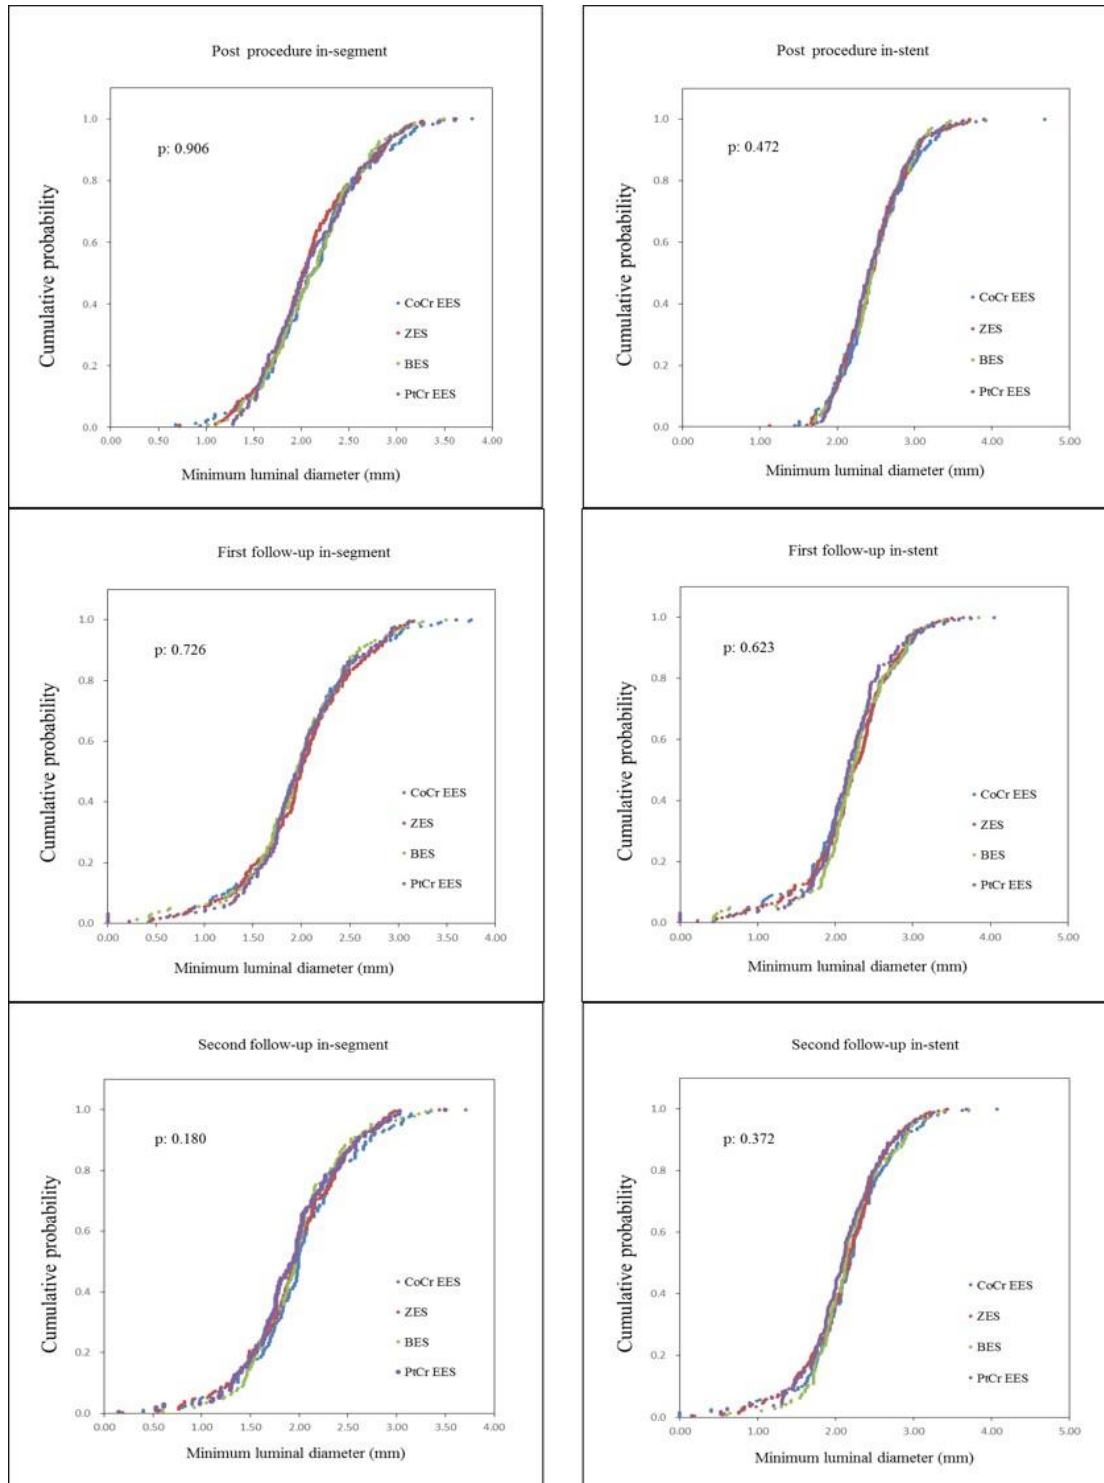 Post procedure in-segment
p: 0.906
Cumulative probability
1.0
0.8
0.6
0.4
0.2
0.0
CoCr EES
ZES
BES
PtCr EES
0.00 0.50 1.00 1.50 2.00 2.50 3.00 3.50 4.00
Minimum luminal diameter (mm)
Post procedure in-stent
p: 0.472
Cumulative probability
1.0
0.8
0.6
0.4
0.2
0.0
CoCr EES
ZES
BES
PtCr EES
0.00 1.00 2.00 3.00 4.00 5.00
Minimum luminal diameter (mm)
First follow-up in-segment
p: 0.726
Cumulative probability
1.0
0.8
0.6
0.4
0.2
0.0
CoCr EES
ZES
BES
PtCr EES
0.00 0.50 1.00 1.50 2.00 2.50 3.00 3.50 4.00
Minimum luminal diameter (mm)
First follow-up in-stent
p: 0.623
Cumulative probability
1.0
0.8
0.6
0.4
0.2
0.0
CoCr EES
ZES
BES
PtCr EES
0.00 1.00 2.00 3.00 4.00 5.00
Minimum luminal diameter (mm)
Second follow-up in-segment
p: 0.180
Cumulative probability
1.0
0.8
0.6
0.4
0.2
0.0
CoCr EES
ZES
BES
PtCr EES
0.00 0.50 1.00 1.50 2.00 2.50 3.00 3.50 4.00
Minimum luminal diameter (mm)
Second follow-up in-stent
p: 0.372
Cumulative probability
1.0
0.8
0.6
0.4
0.2
0.0
CoCr EES
ZES
BES
PtCr EES
0.00 1.00 2.00 3.00 4.00 5.00
Minimum luminal diameter (mm)